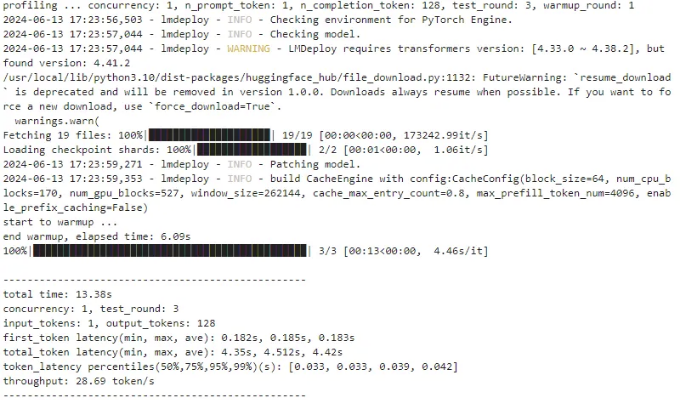 profiling ... concurrency: 1, n_prompt_token: 1, n_completion_token: 128, test_round: 3, warmup_round: 1
2024-06-13 17:23:56,503 - lmdeploy - INFO - Checking environment for PyTorch Engine.
2024-06-13 17:23:57,044 - lmdeploy - INFO - Checking model.
2024-06-13 17:23:57,044 - lmdeploy - WARNING - LMDeploy requires transformers version: [4.33.0 ~ 4.38.2], but
found version: 4.41.2
/usr/local/lib/python3.10/dist-packages/huggingface_hub/file_download.py:1132: FutureWarning: `resume_download
` is deprecated and will be removed in version 1.0.0. Downloads always resume when possible. If you want to fo
rce a new download, use `force_download=True`.
warnings.warn(
Fetching 19 files: 100%| | 19/19 [00:00<00:00, 173242.99it/s]
Loading checkpoint shards: 100%| | 2/2 [00:01<00:00, 1.06it/s]
2024-06-13 17:23:59,271 - lmdeploy - INFO - Patching model.
2024-06-13 17:23:59,353 - lmdeploy - INFO - build CacheEngine with config:CacheConfig(block_size=64, num_cpu_b
locks=170, num_gpu_blocks=527, window_size=262144, cache_max_entry_count=0.8, max_prefill_token_num=4096, enab
le_prefix_caching=False)
start to warmup ...
end warmup, elapsed time: 6.09s
100%| | 3/3 [00:13<00:00, 4.46s/it]
--------------------------------------------------
total time: 13.38s
concurrency: 1, test_round: 3
input_tokens: 1, output_tokens: 128
first_token latency(min, max, ave): 0.182s, 0.185s, 0.183s
total_token latency(min, max, ave): 4.35s, 4.512s, 4.42s
token_latency percentiles(50%,75%,95%,99%)(s): [0.033, 0.033, 0.039, 0.042]
throughput: 28.69 token/s
--------------------------------------------------